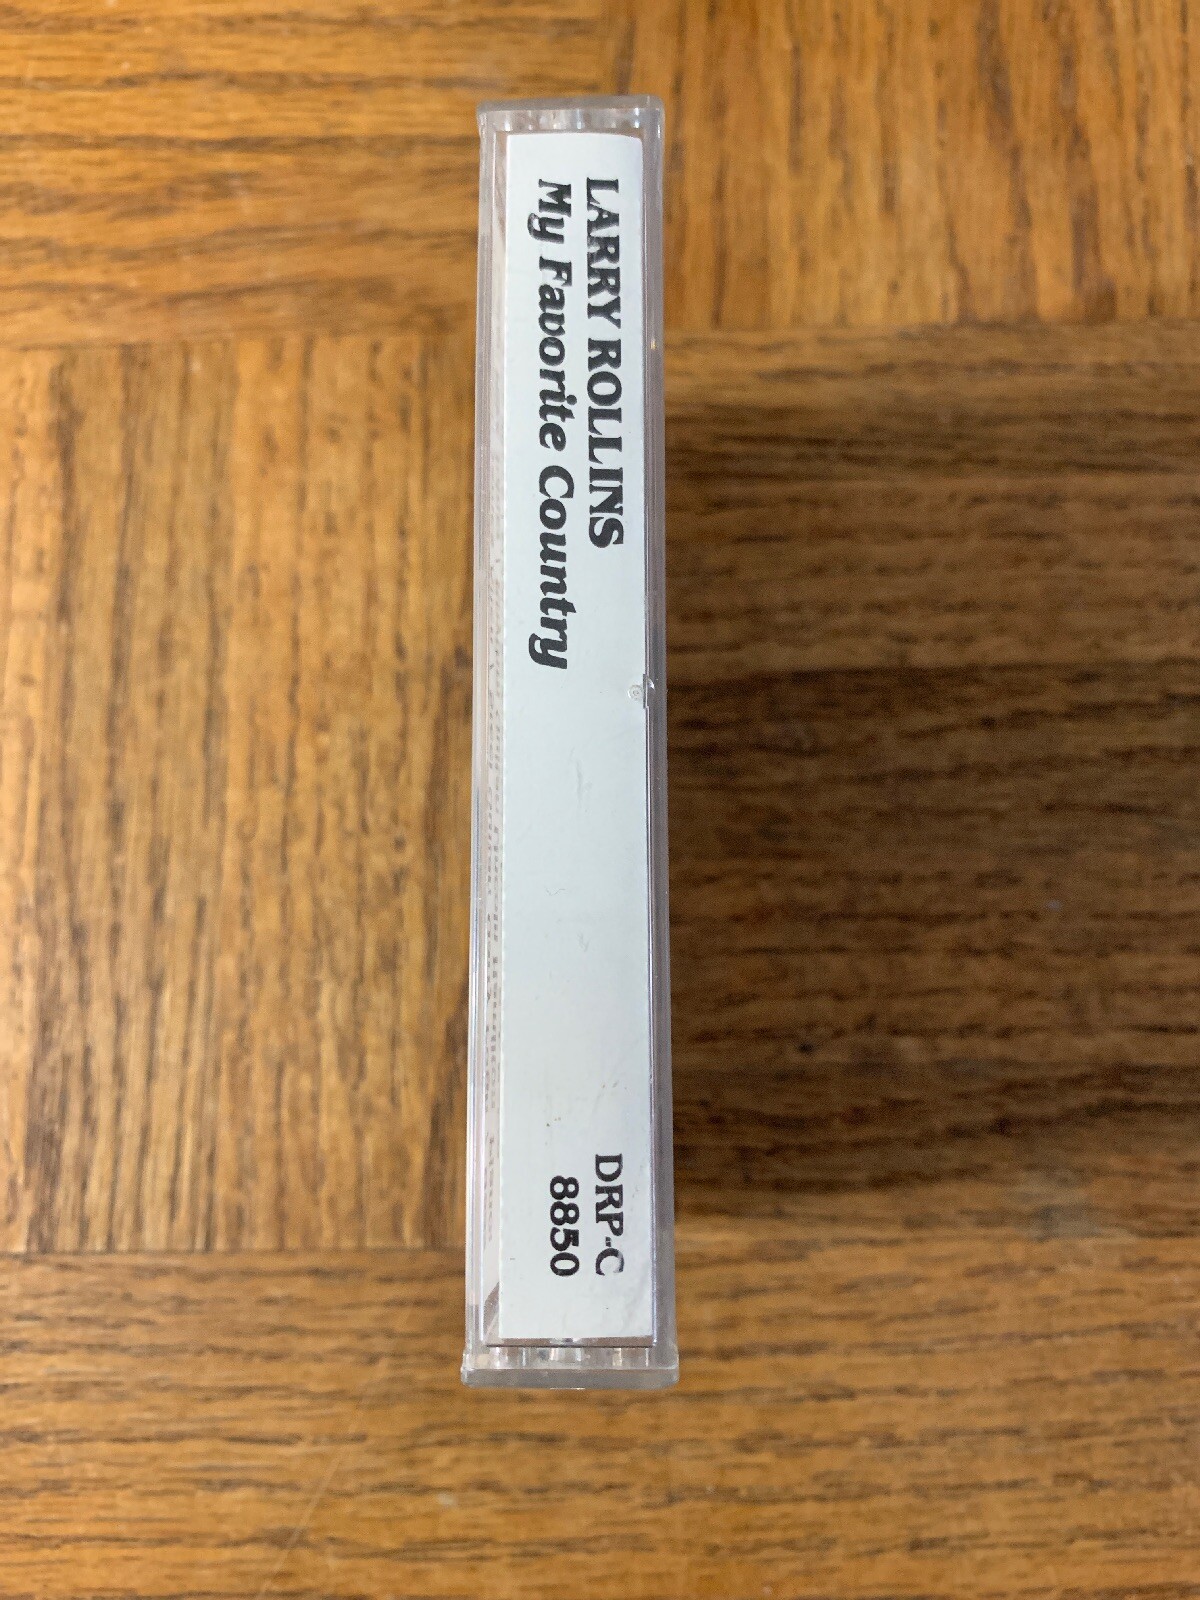 LARRY ROLLINS
My Favorite Country
DRP-C
8850